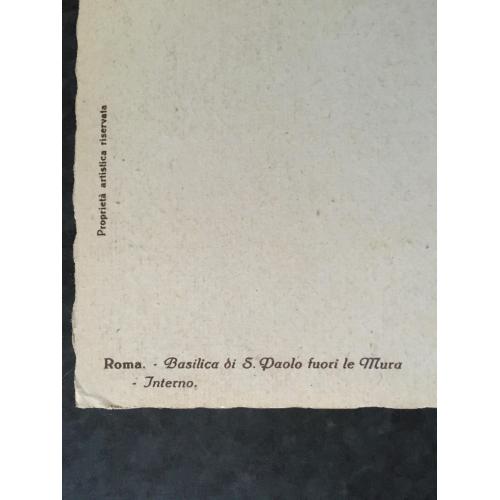 Proprietà artistica riservata
Roma. - Basilica di S. Paolo fuori le Mura
- Interno.